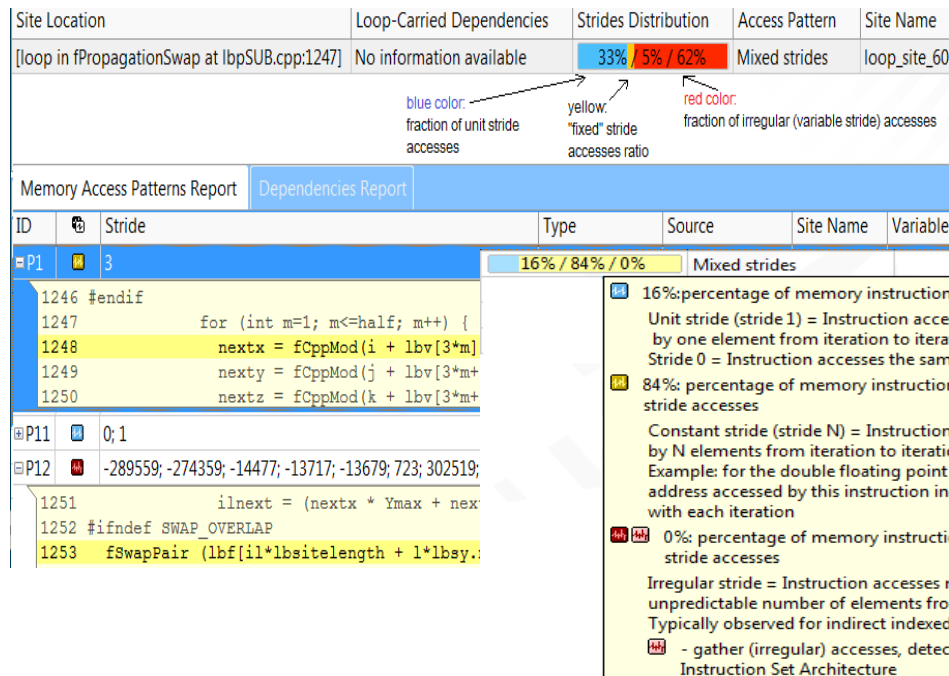 Site Location Loop-Carried Dependencies Strides Distribution Access Pattern Site Name
[loop in fPropagationSwap at lbpSUB.cpp:1247] No information available 33% / 5% / 62% Mixed strides loop_site_60
blue color:
fraction of unit stride
accesses
yellow:
"fixed" stride
accesses ratio
red color:
fraction of irregular (variable stride) accesses
Memory Access Patterns Report Dependencies Report
ID Stride Type Source Site Name Variable
P1 3 16% / 84% / 0% Mixed strides
1246 #endif
1247 for (int m=1; m<=half; m++) {
1248 nextx = fCppMod(i + lbv[3*m]
1249 nexty = fCppMod(j + lbv[3*m+
1250 nextz = fCppMod(k + lbv[3*m+
P11 0; 1
P12 -289559; -274359; -14477; -13717; -13679; 723; 302519;
1251 ilnext = (nextx * Ymax + nex
1252 #ifndef SWAP_OVERLAP
1253 fSwapPair (lbf[il*lbsitelength + l*lbsy.
16%:percentage of memory instruction
Unit stride (stride 1) = Instruction acce
by one element from iteration to itera
Stride 0 = Instruction accesses the sam
84%: percentage of memory instruction
stride accesses
Constant stride (stride N) = Instruction
by N elements from iteration to iterati
Example: for the double floating point
address accessed by this instruction in
with each iteration
0%: percentage of memory instructi
stride accesses
Irregular stride = Instruction accesses
unpredictable number of elements fro
Typically observed for indirect indexed
- gather (irregular) accesses, detec
Instruction Set Architecture